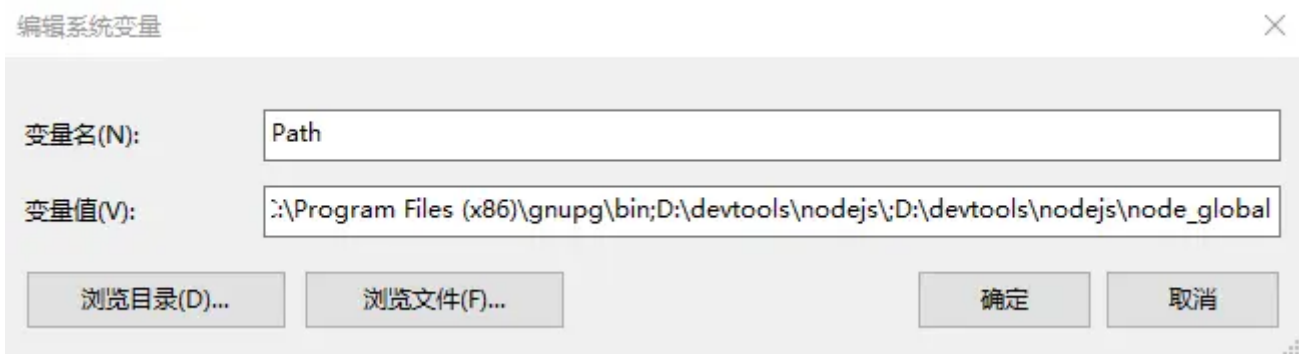 编辑系统变量
变量名(N):
Path
变量值(V):
:\Program Files (x86)\gnupg\bin;D:\devtools\nodejs\;D:\devtools\nodejs\node_global
浏览目录(D)...
浏览文件(F)...
确定
取消